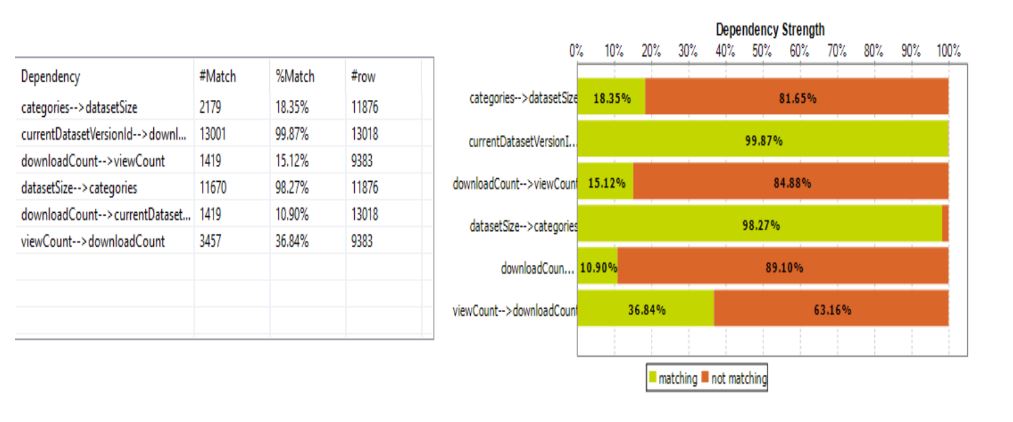 Dependency #Match %Match #row
categories-->datasetSize 2179 18.35% 11876
currentDatasetVersionId-->downl... 13001 99.87% 13018
downloadCount-->viewCount 1419 15.12% 9383
datasetSize-->categories 11670 98.27% 11876
downloadCount-->currentDataset... 1419 10.90% 13018
viewCount-->downloadCount 3457 36.84% 9383
Dependency Strength
0% 10% 20% 30% 40% 50% 60% 70% 80% 90% 100%
categories-->datasetSize 18.35% 81.65%
currentDatasetVersionI... 99.87%
downloadCount-->viewCount 15.12% 84.88%
datasetSize-->categories 98.27%
downloadCoun... 10.90% 89.10%
viewCount-->downloadCount 36.84% 63.16%
matching not matching